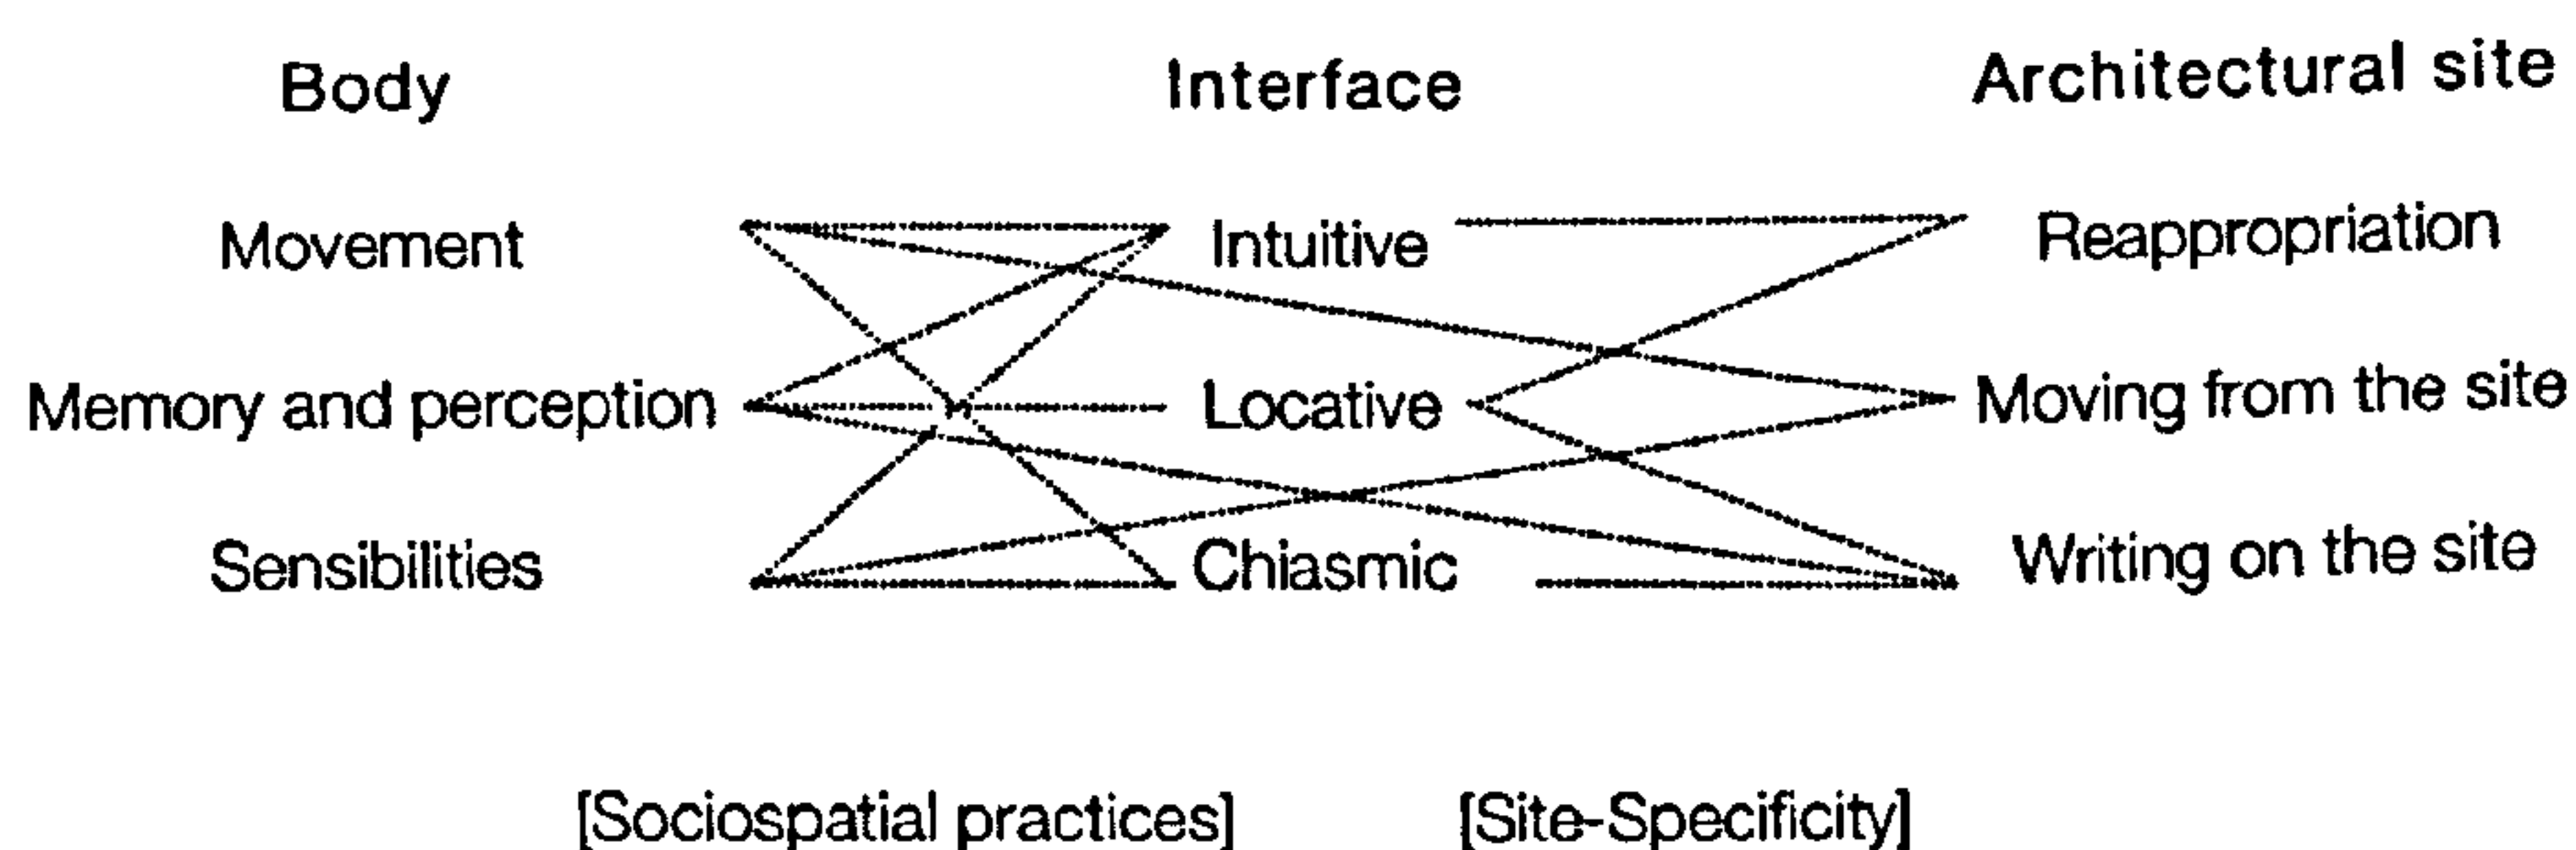 Body Interface Architectural site
Movement Intuitive Reappropriation
Memory and perception Locative Moving from the site
Sensibilities Chiasmic Writing on the site
[Sociospatial practices] [Site-Specificity]